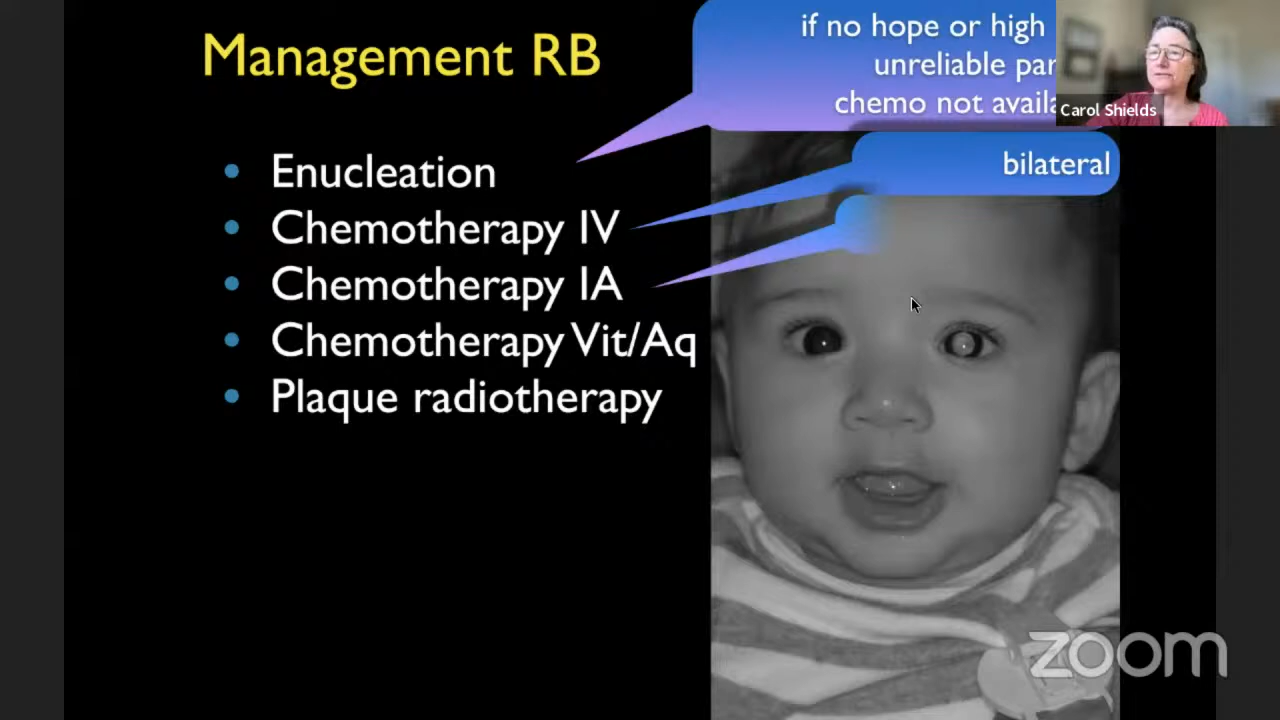 Management RB
if no hope or high
unreliable
chemo not
Carol Shields
bilateral
Enucleation
Chemotherapy IV
Chemotherapy IA
Chemotherapy Vit/Aq
Plaque radiotherapy
zoom